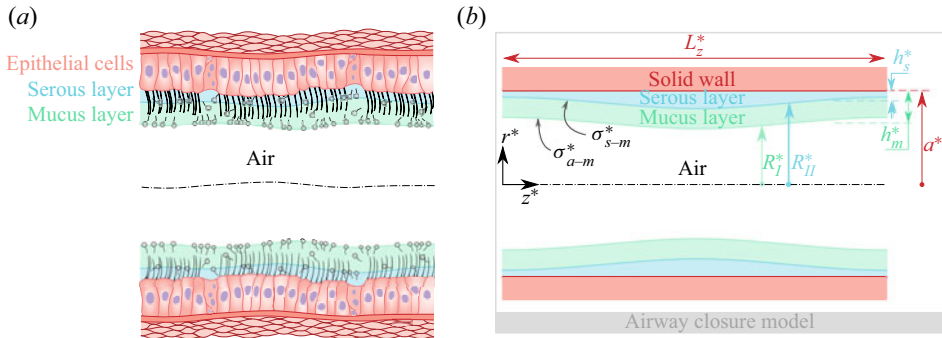 (a)
Epithelial cells
Serous layer
Mucus layer
Air
(b)
L*z
h*s
Solid wall
Serous layer
Mucus layer
σ*s–m
σ*a–m
h*m
a*
r*
R*I
R*II
Air
z*
Airway closure model